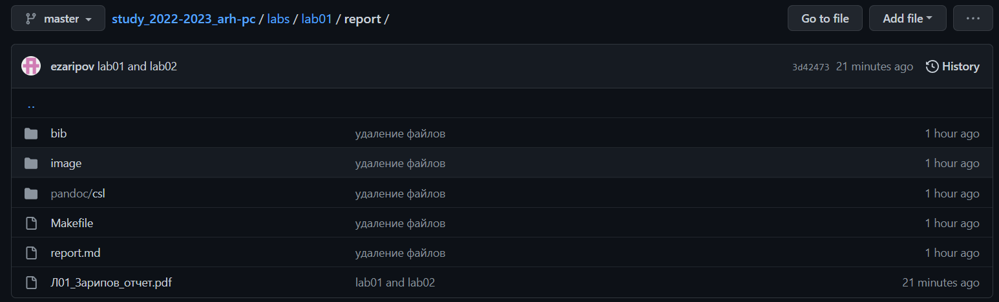 master study_2022-2023_arh-pc / labs / lab01 / report / Go to file Add file ...
ezaripov lab01 and lab02 3d42473 21 minutes ago History
..
bib удаление файлов 1 hour ago
image удаление файлов 1 hour ago
pandoc/csl удаление файлов 1 hour ago
Makefile удаление файлов 1 hour ago
report.md удаление файлов 1 hour ago
Л01_Зарипов_отчет.pdf lab01 and lab02 21 minutes ago